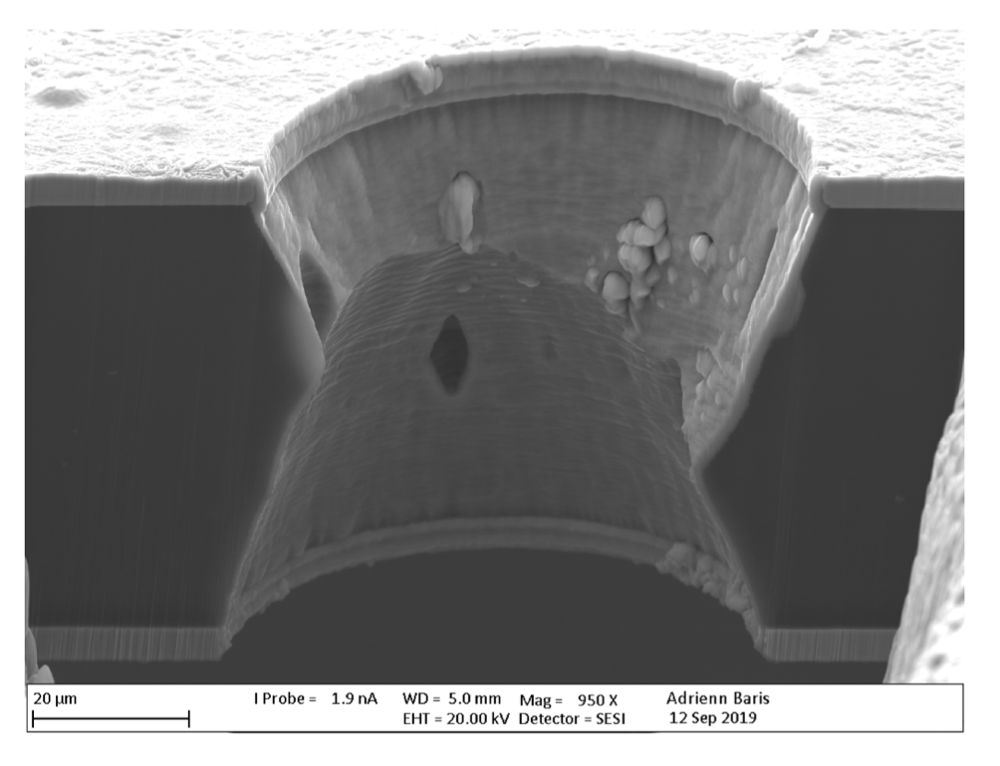 20 µm I Probe = 1.9 nA WD = 5.0 mm Mag = 950 X Adrienn Baris
EHT = 20.00 kV Detector = SESI 12 Sep 2019